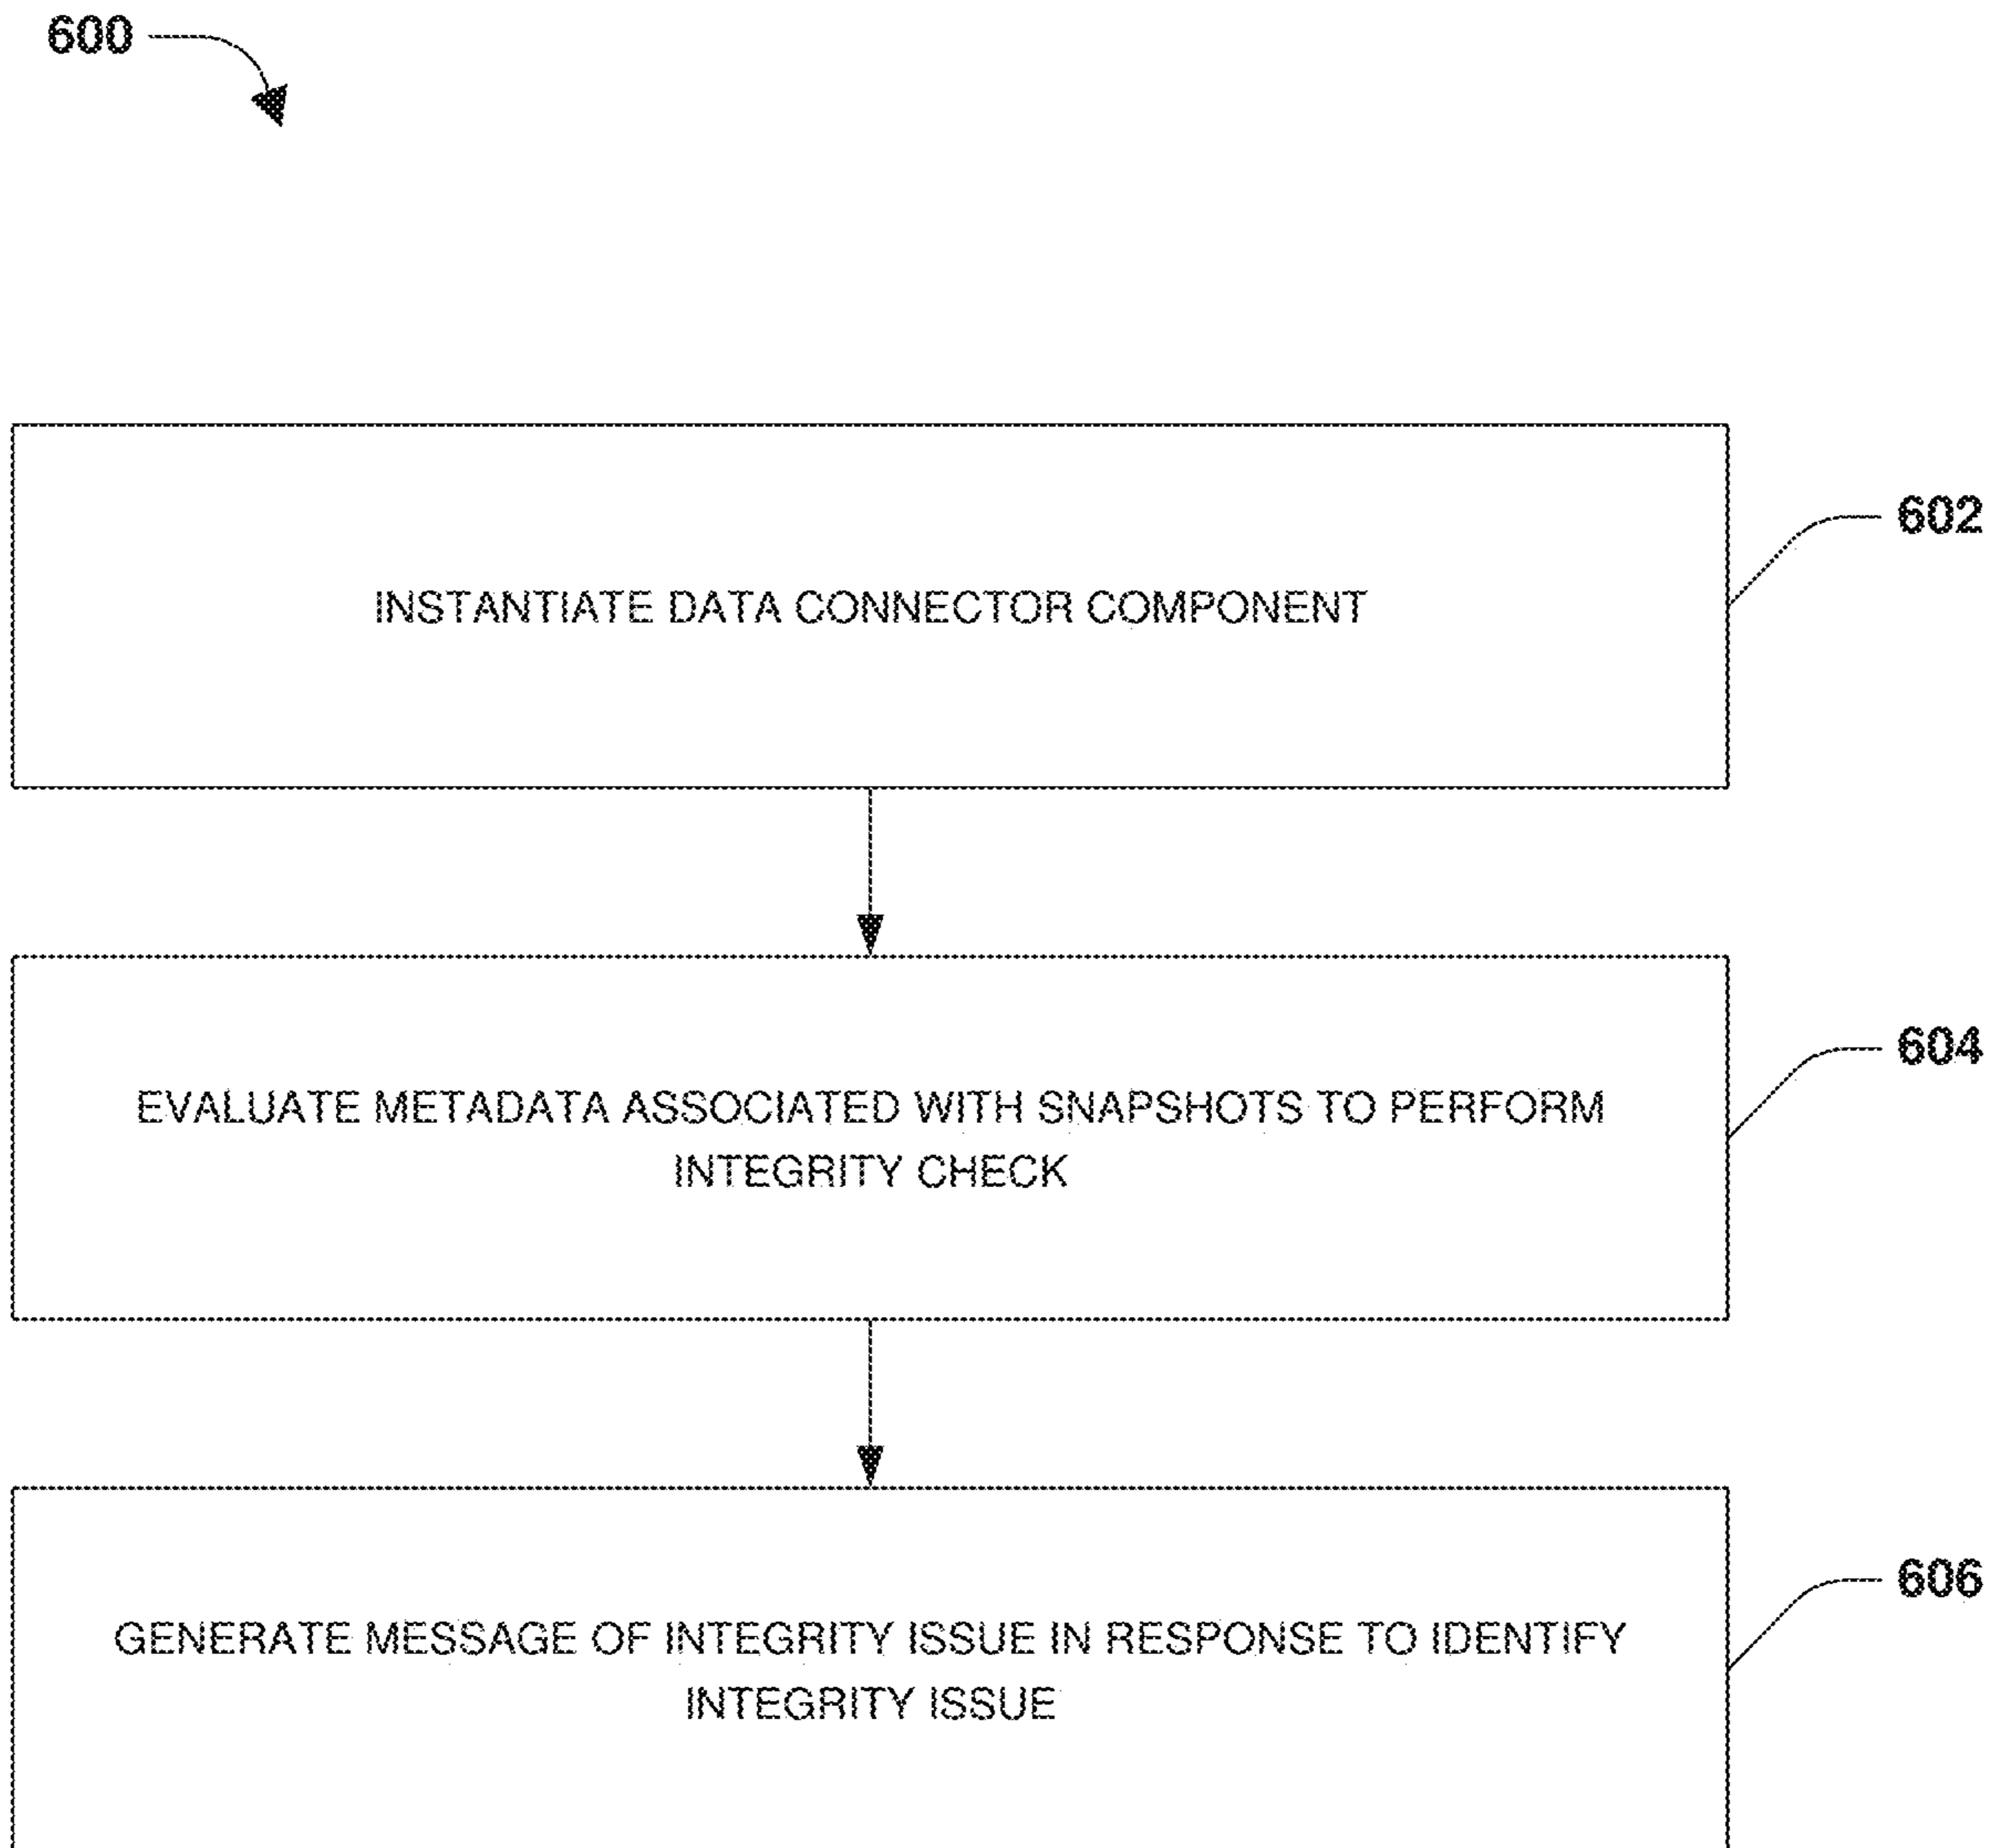 600
INSTANTIATE DATA CONNECTOR COMPONENT
602
EVALUATE METADATA ASSOCIATED WITH SNAPSHOTS TO PERFORM
INTEGRITY CHECK
604
GENERATE MESSAGE OF INTEGRITY ISSUE IN RESPONSE TO IDENTIFY
INTEGRITY ISSUE
606